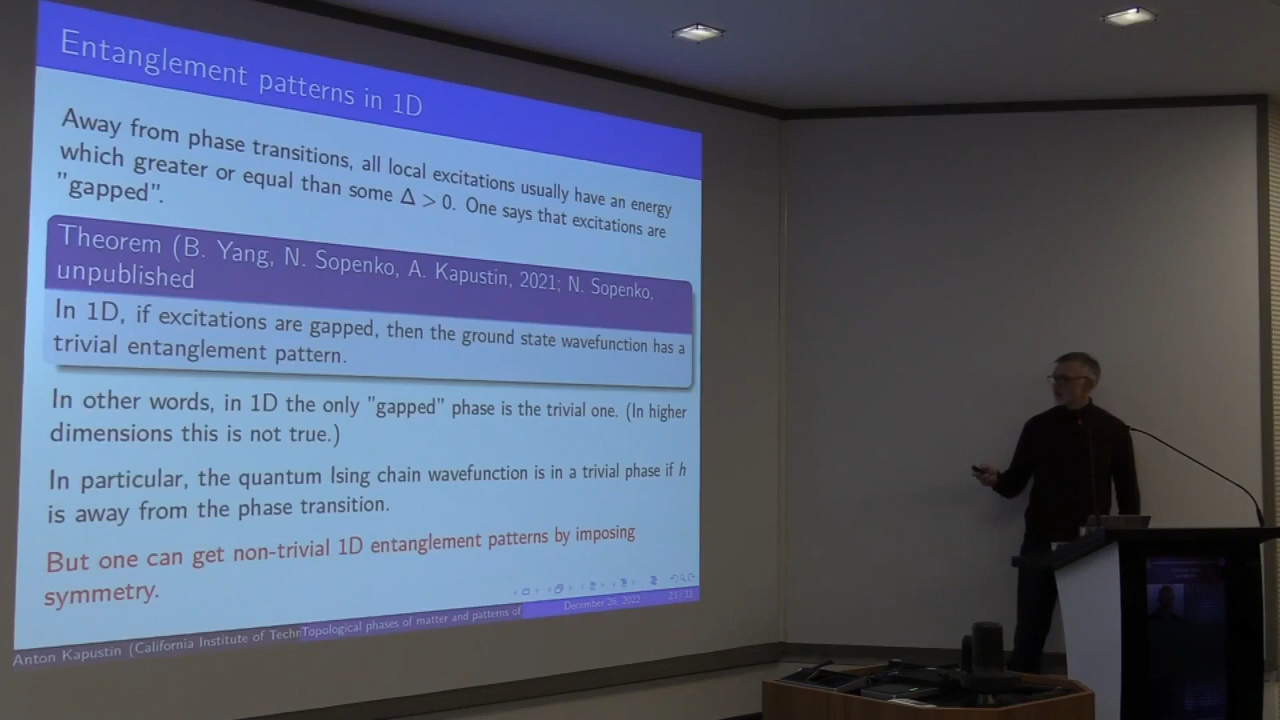 Entanglement patterns in 1D
Away from phase transitions, all local excitations usually have an energy
which greater or equal than some Δ > 0. One says that excitations are
"gapped".
Theorem (B. Yang, N. Sopenko, A. Kapustin, 2021; N. Sopenko,
unpublished
In 1D, if excitations are gapped, then the ground state wavefunction has a
trivial entanglement pattern.
In other words, in 1D the only "gapped" phase is the trivial one. (In higher
dimensions this is not true.)
In particular, the quantum Ising chain wavefunction is in a trivial phase if h
is away from the phase transition.
But one can get non-trivial 1D entanglement patterns by imposing
symmetry.
Anton Kapustin (California Institute of Techn Topological phases of matter and patterns of December 2022